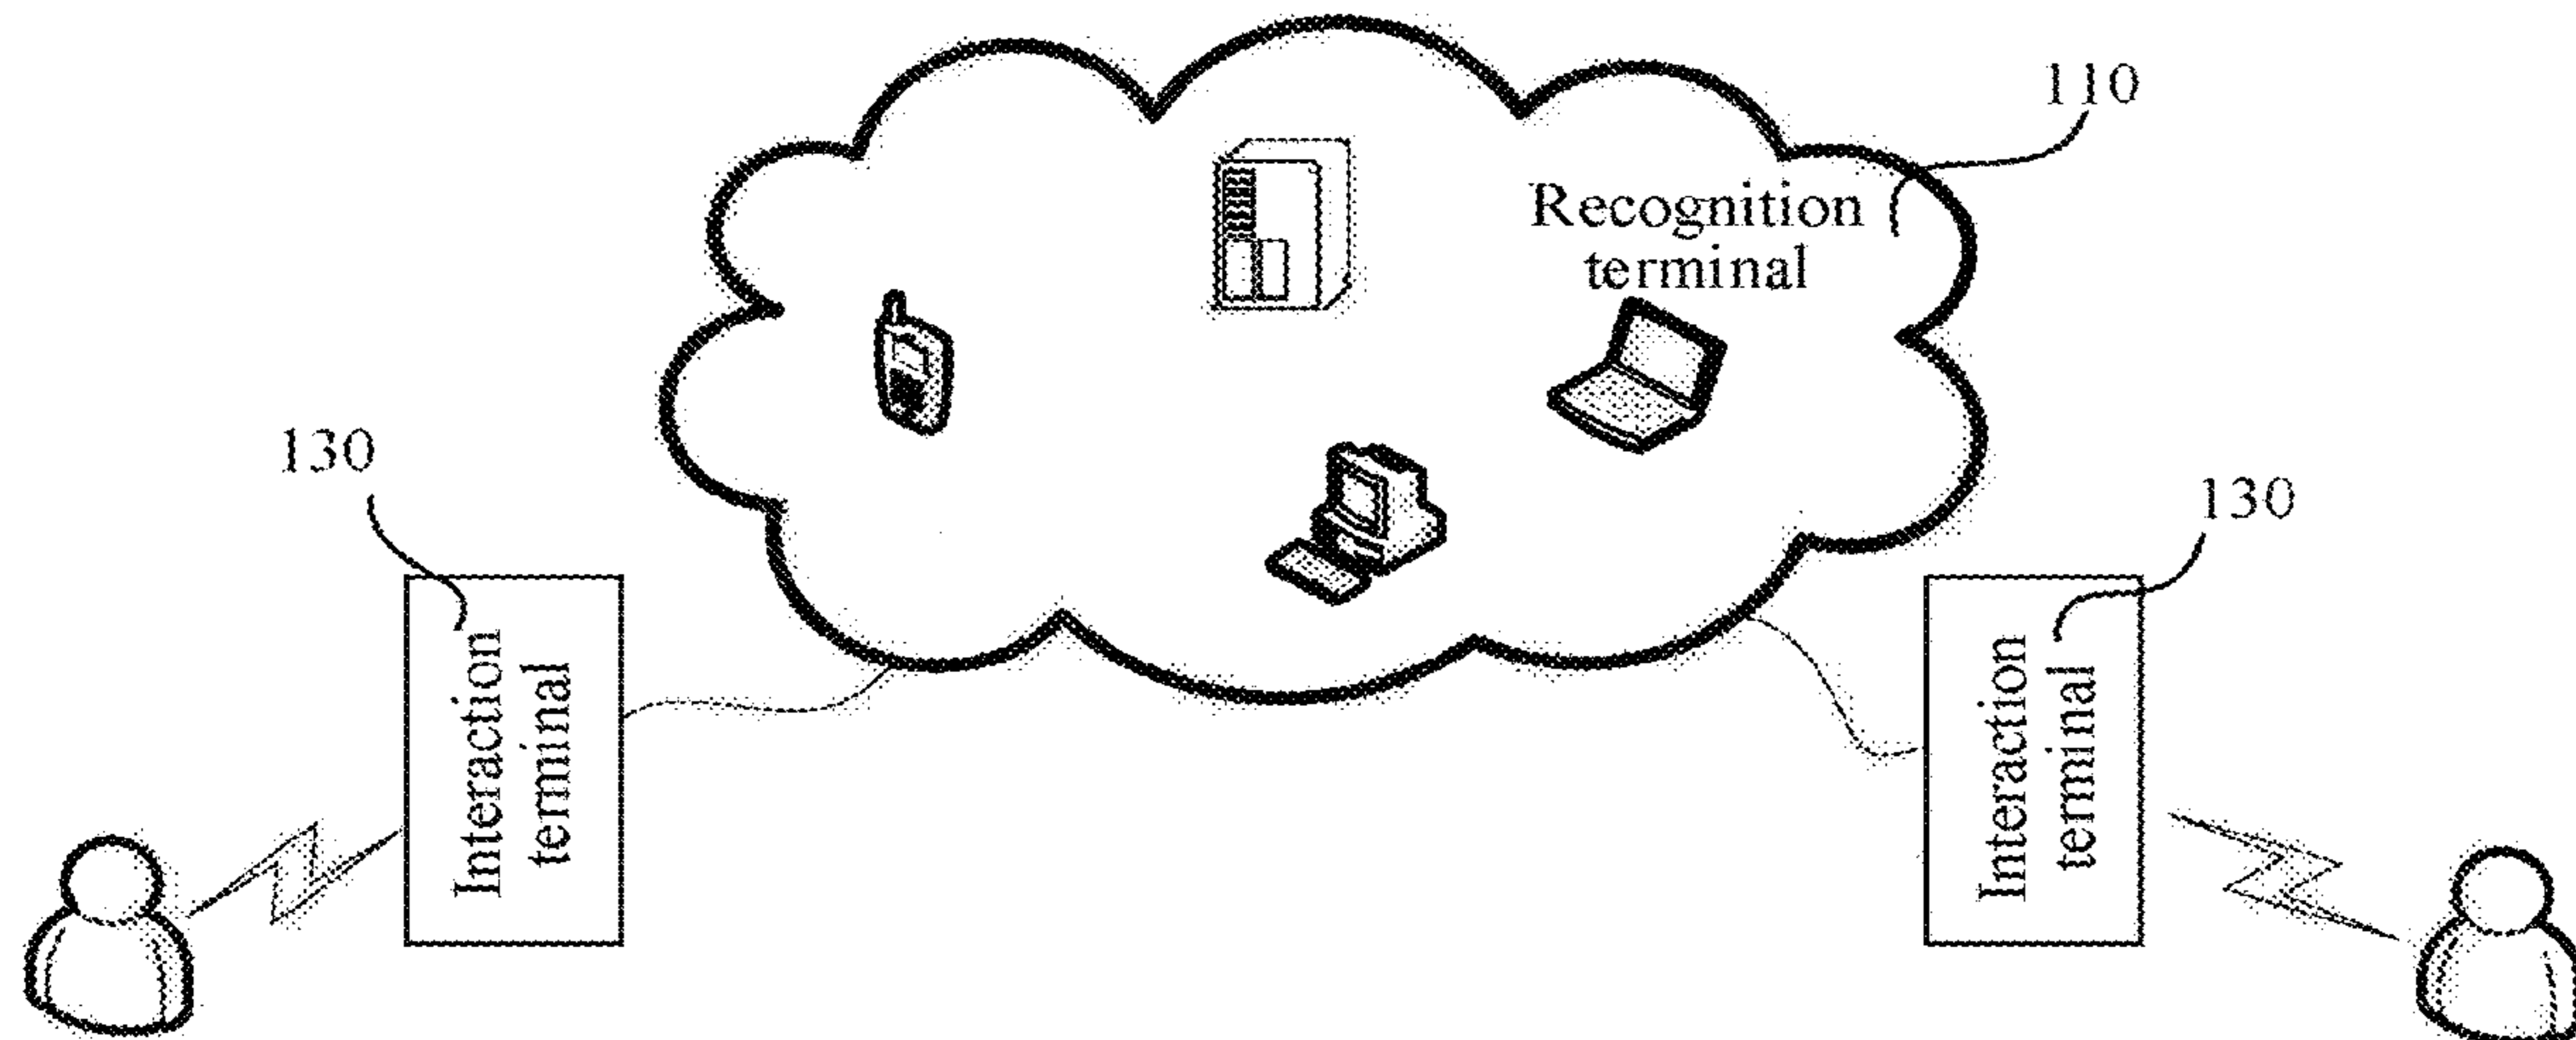 110
Recognition
terminal
130
Interaction
terminal
130
Interaction
terminal